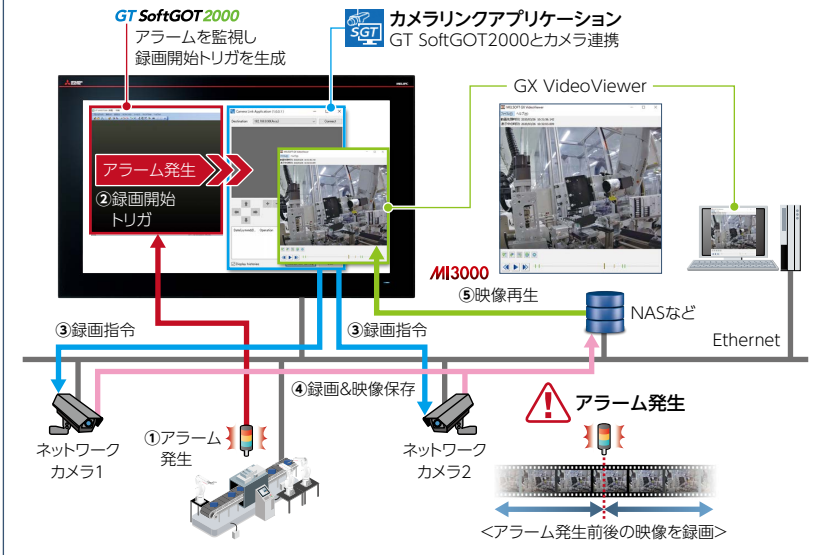 GT SoftGOT2000
アラームを監視し
録画開始トリガを生成
SGT
カメラリンクアプリケーション
GT SoftGOT2000とカメラ連携
GX VideoViewer
アラーム発生
②録画開始
トリガ
Connect
MI3000
⑤映像再生
NASなど
Ethernet
③録画指令
③録画指令
④録画&映像保存
ネットワーク
カメラ1
①アラーム
発生
ネットワーク
カメラ2
アラーム発生
<アラーム発生前後の映像を録画>